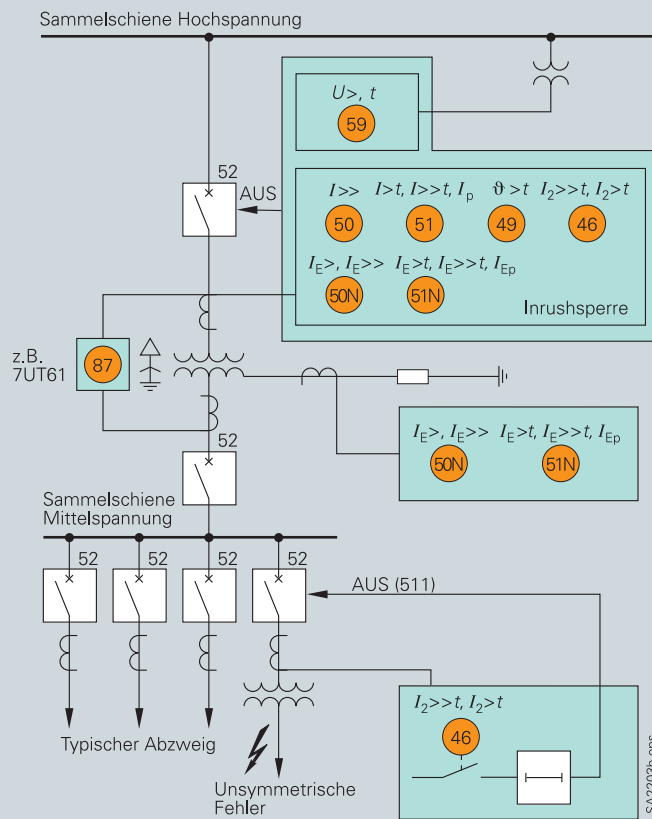 Sammelschiene Hochspannung
U>, t
59
52
AUS
I>> I>t, I>>t, Ip ϑ>t I2>>t, I2>t
50 51 49 46
IE>, IE>> IE>t, IE>>t, IEp
50N 51N
Inrushsperre
z.B.
7UT61
87
52
IE>, IE>> IE>t, IE>>t, IEp
50N 51N
Sammelschiene
Mittelspannung
52 52 52 52
AUS (511)
I2>>t, I2>t
46
Typischer Abzweig
Unsymmetrische
Fehler
SA2203b.eps